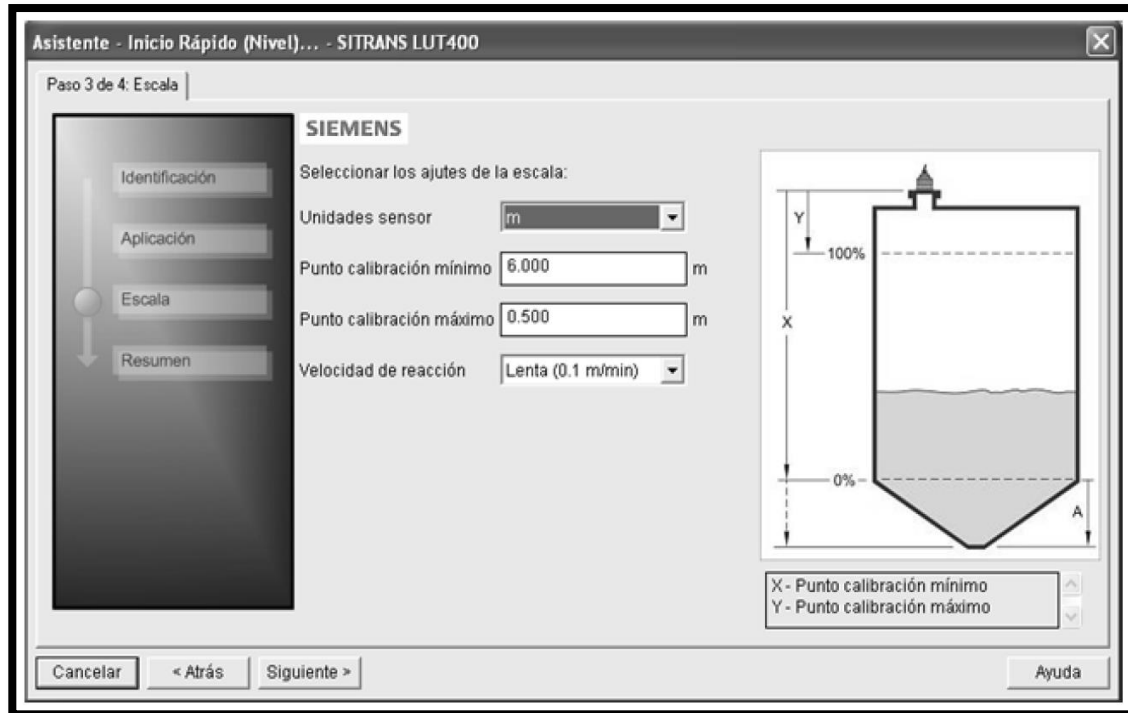 Asistente - Inicio Rápido (Nivel)... - SITRANS LUT400
Paso 3 de 4: Escala
SIEMENS
Identificación
Aplicación
Escala
Resumen
Seleccionar los ajutes de la escala:
Unidades sensor m
Punto calibración mínimo 6.000 m
Punto calibración máximo 0.500 m
Velocidad de reacción Lenta (0.1 m/min)
Y
100%
X
0%
A
X - Punto calibración mínimo
Y - Punto calibración máximo
Cancelar < Atrás Siguiente > Ayuda